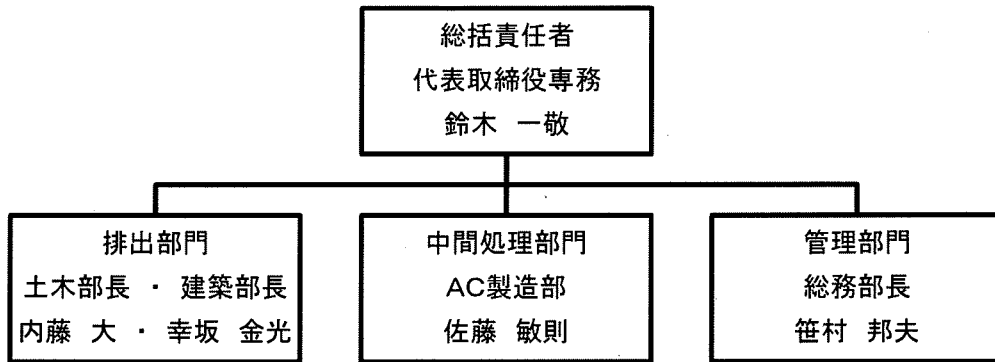 総括責任者
代表取締役専務
鈴木 一敬
排出部門
土木部長 ・ 建築部長
内藤 大 ・ 幸坂 金光
中間処理部門
AC製造部
佐藤 敏則
管理部門
総務部長
笹村 邦夫